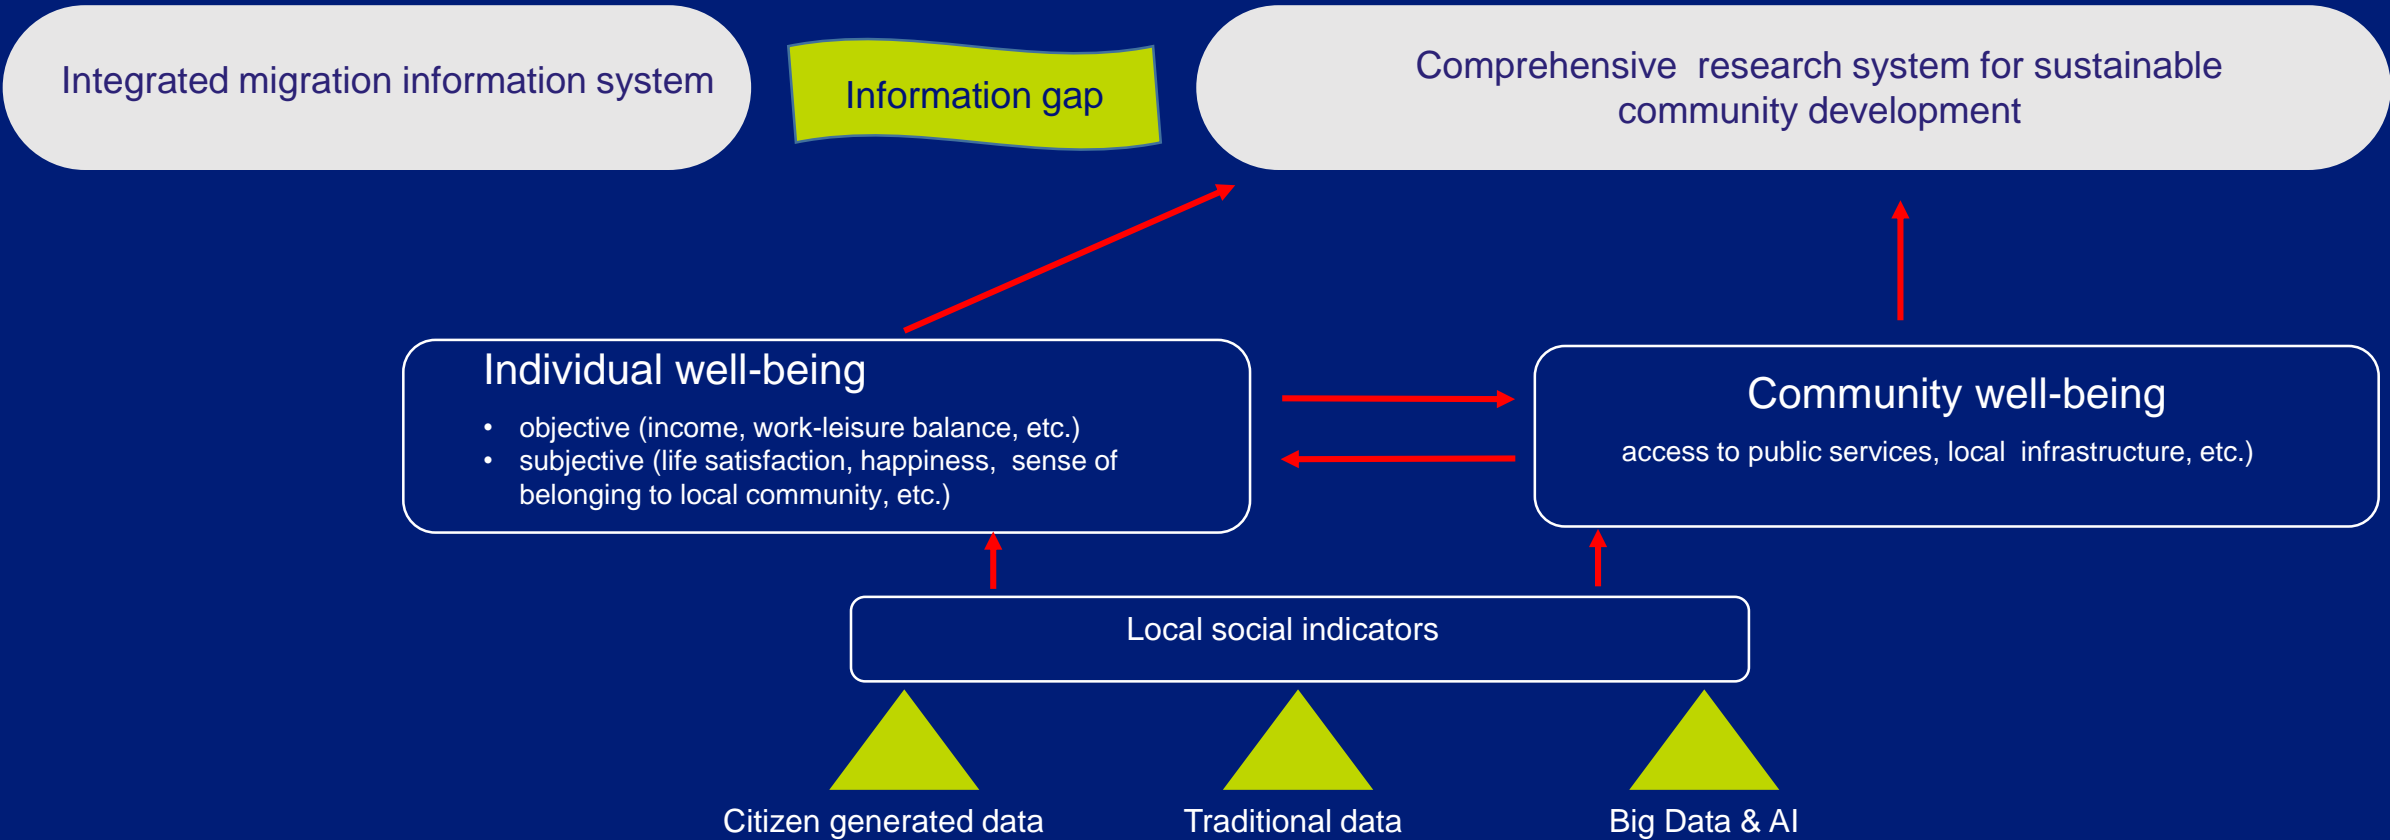 Integrated migration information system
Information gap
Comprehensive research system for sustainable
community development
Individual well-being
• objective (income, work-leisure balance, etc.)
• subjective (life satisfaction, happiness, sense of
belonging to local community, etc.)
Community well-being
access to public services, local infrastructure, etc.)
Local social indicators
Citizen generated data
Traditional data
Big Data & AI